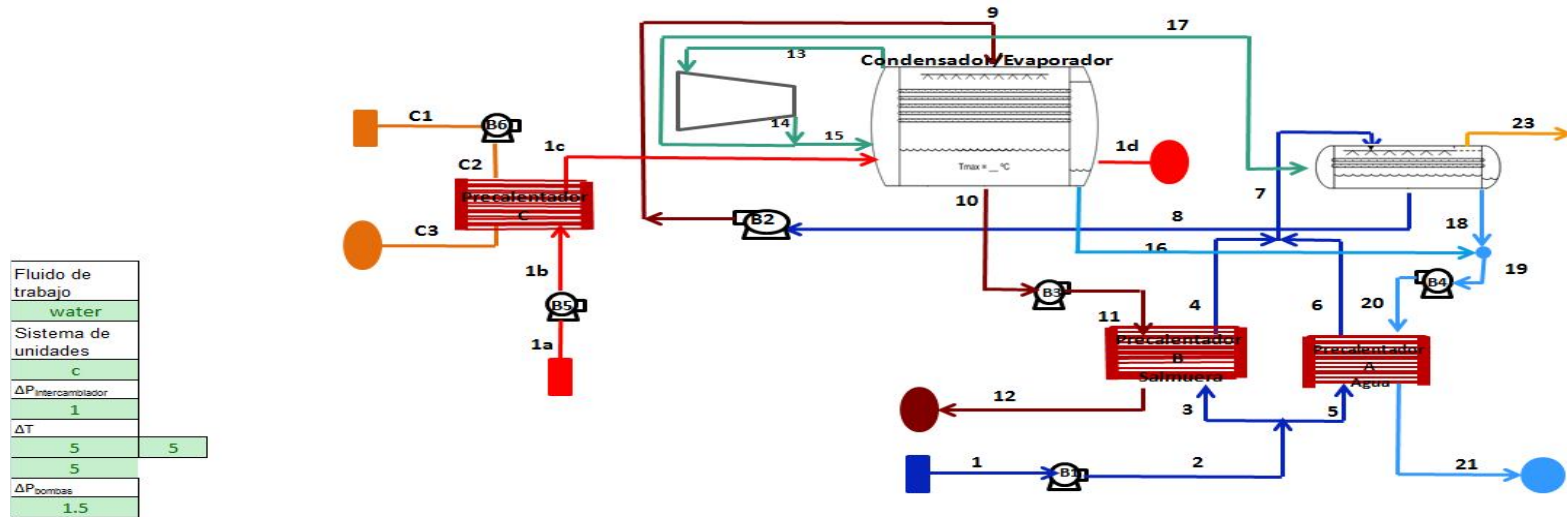 9
17
13
Condensador/Evaporador
C1
B6
14
15
23
1c
1d
C2
Tmax = __ ºC
7
Precalentador
C
10
B2
8
18
C3
16
1b
19
Fluido de
trabajo
B3
B4
water
B5
4
6
20
11
Sistema de
unidades
1a
Precalentador
B
Salmuera
Precalentador
A
Agua
c
ΔPIntercambiador
12
3
5
1
ΔT
5 5
5
1
B1
2
21
ΔPbombas
1.5